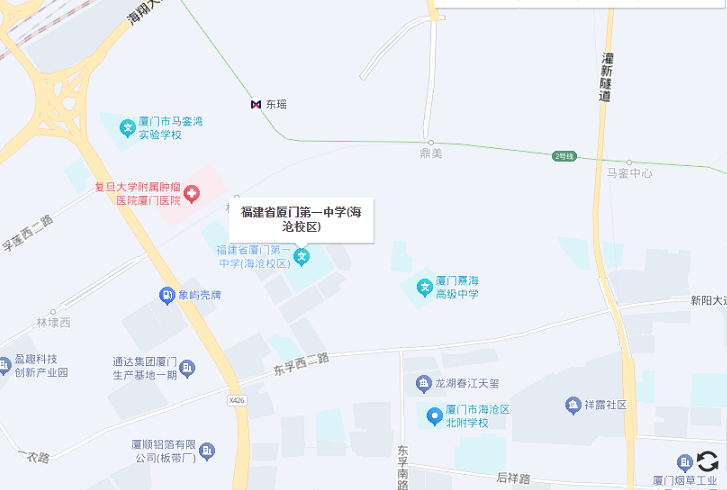 海翔大
灌新隧道
东瑶
厦门市马銮湾
实验学校
鼎美
2号线
马銮中心
复旦大学附属肿瘤
医院厦门医院
福建省厦门第一中学(海
沧校区)
孚莲西二路
福建省厦门第一
中学(海沧校区)
厦门熹海
高级中学
象屿壳牌
新阳大道
林埭西
盈趣科技
创新产业园
通达集团厦门
生产基地一期
东孚西二路
龙湖春江天玺
X426
祥露社区
厦门市海沧区
北附学校
厦顺铝箔有限
公司(板带厂)
东孚南路
一农路
后祥路
厦门烟草工业